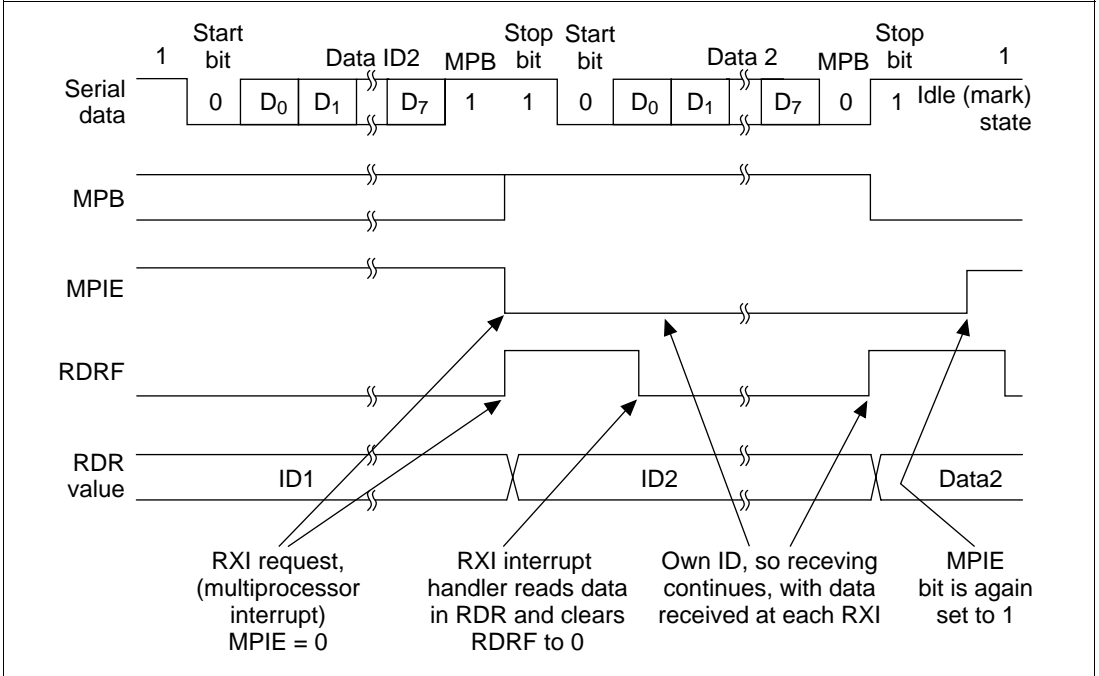 1 Start bit Data ID2 MPB Stop bit Start bit Data 2 MPB Stop bit 1
Serial data 0 D0 D1 D7 1 1 0 D0 D1 D7 0 1 Idle (mark) state
MPB
MPIE
RDRF
RDR value ID1 ID2 Data2
RXI request,
(multiprocessor
interrupt)
MPIE = 0
RXI interrupt
handler reads data
in RDR and clears
RDRF to 0
Own ID, so receving
continues, with data
received at each RXI
MPIE
bit is again
set to 1